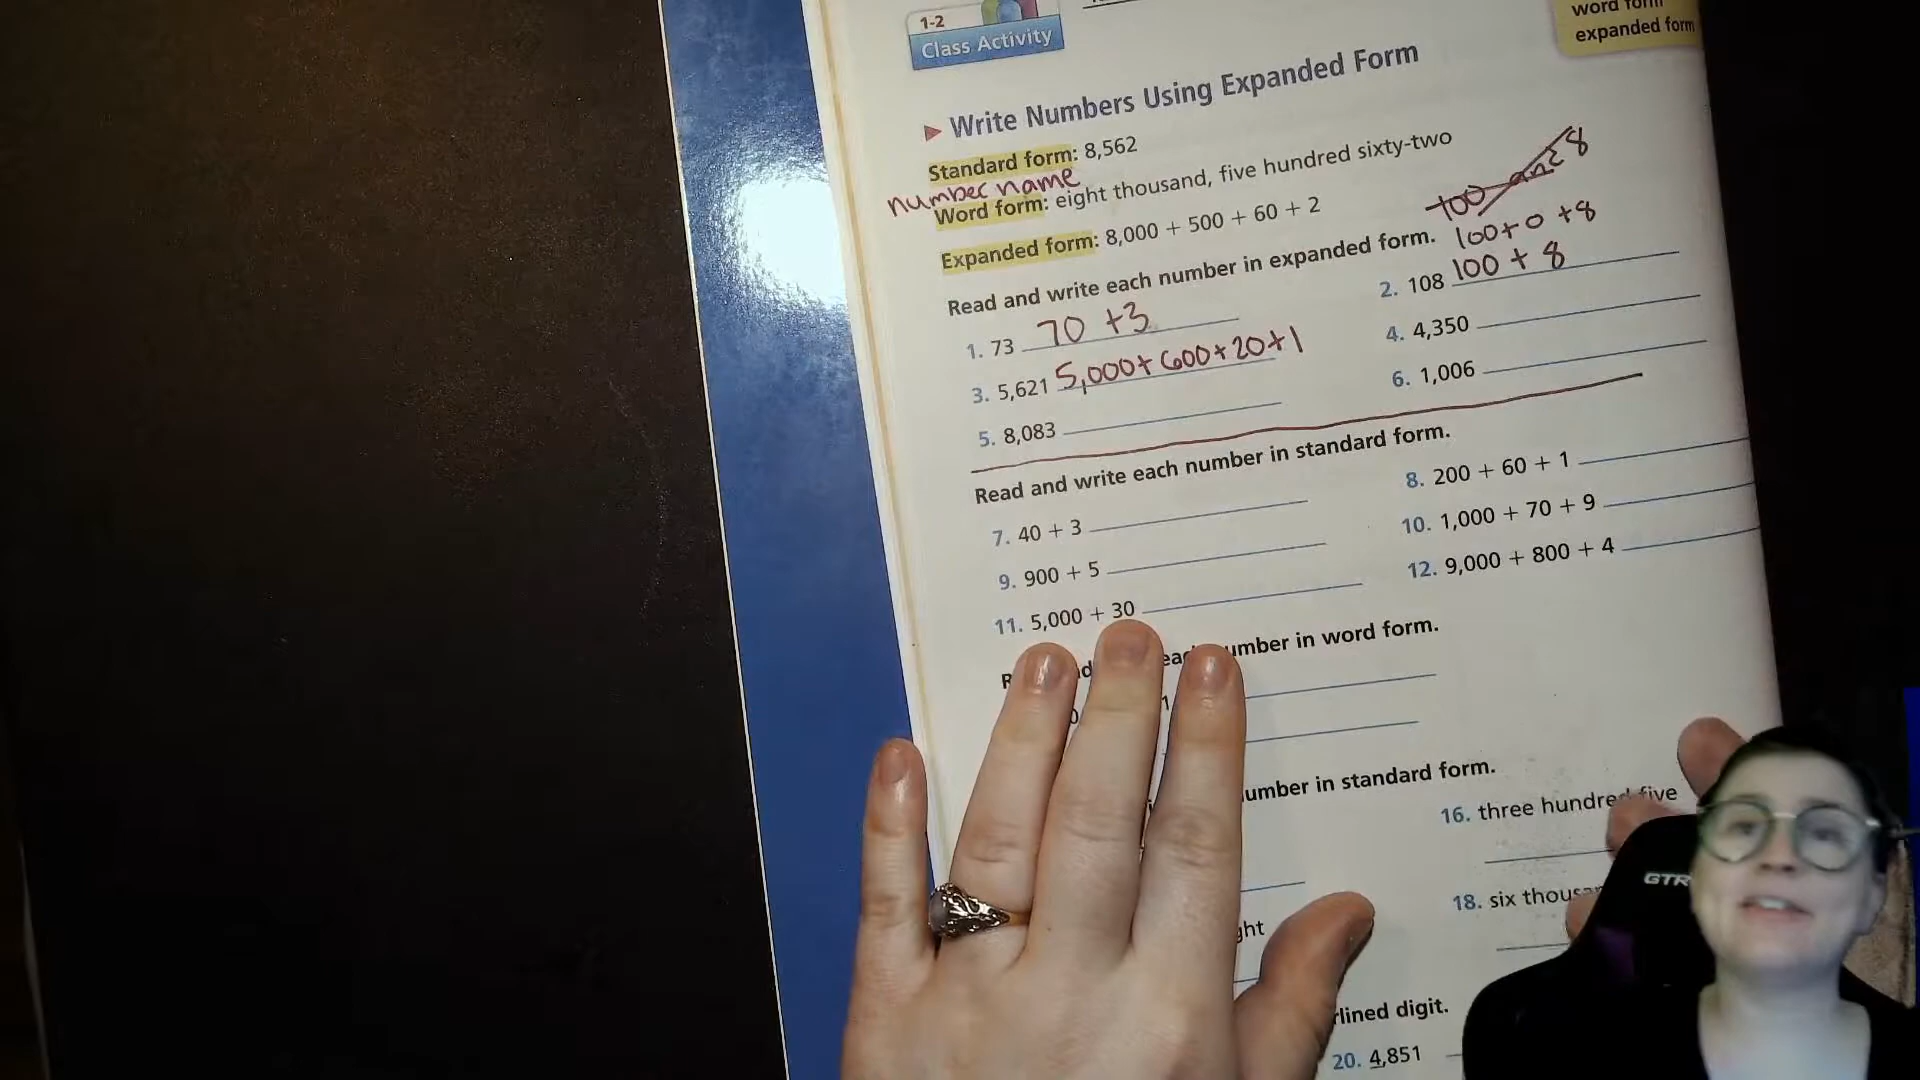 1-2
Class Activity
word form
expanded form
Write Numbers Using Expanded Form
Standard form: 8,562
number name
Word form: eight thousand, five hundred sixty-two
Expanded form: 8,000 + 500 + 60 + 2
100 and 8
100+0+8
Read and write each number in expanded form.
1. 73 70 +3
2. 108 100 + 8
3. 5,621 5,000+600+20+1
4. 4,350
5. 8,083
6. 1,006
Read and write each number in standard form.
7. 40 + 3
8. 200 + 60 + 1
9. 900 + 5
10. 1,000 + 70 + 9
11. 5,000 + 30
12. 9,000 + 800 + 4
number in word form.
number in standard form.
16. three hundred five
18. six
digit.
20. 4,851
GTR